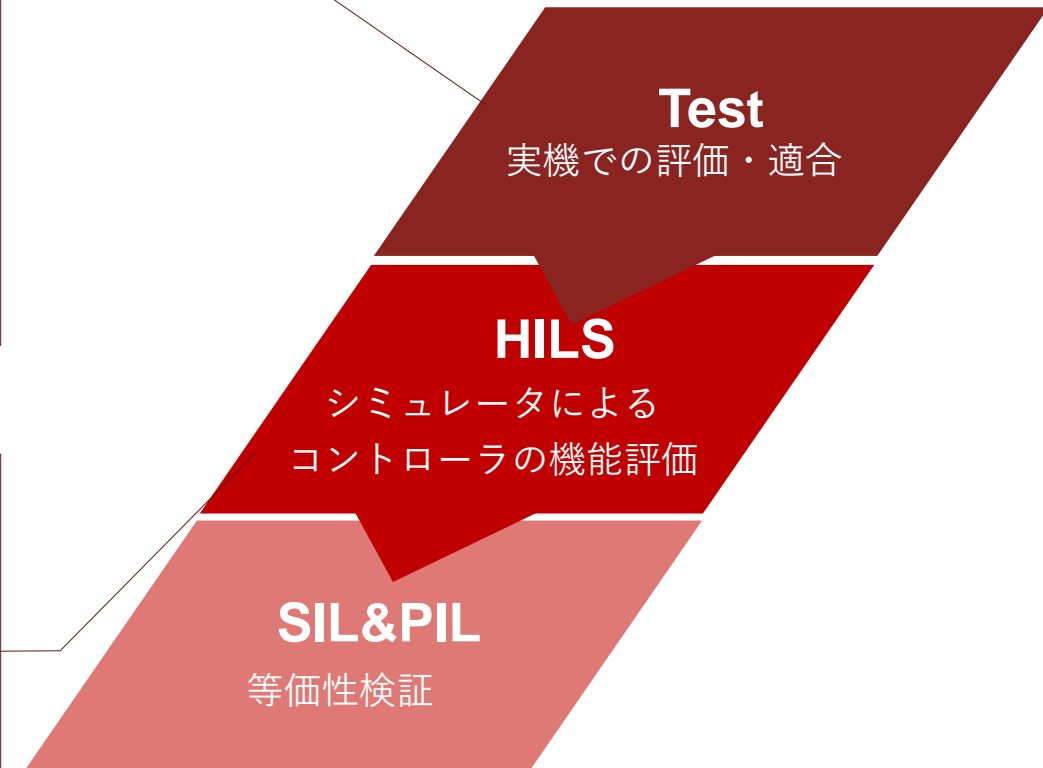 Test
実機での評価・適合
HILS
シミュレータによる
コントローラの機能評価
SIL&PIL
等価性検証